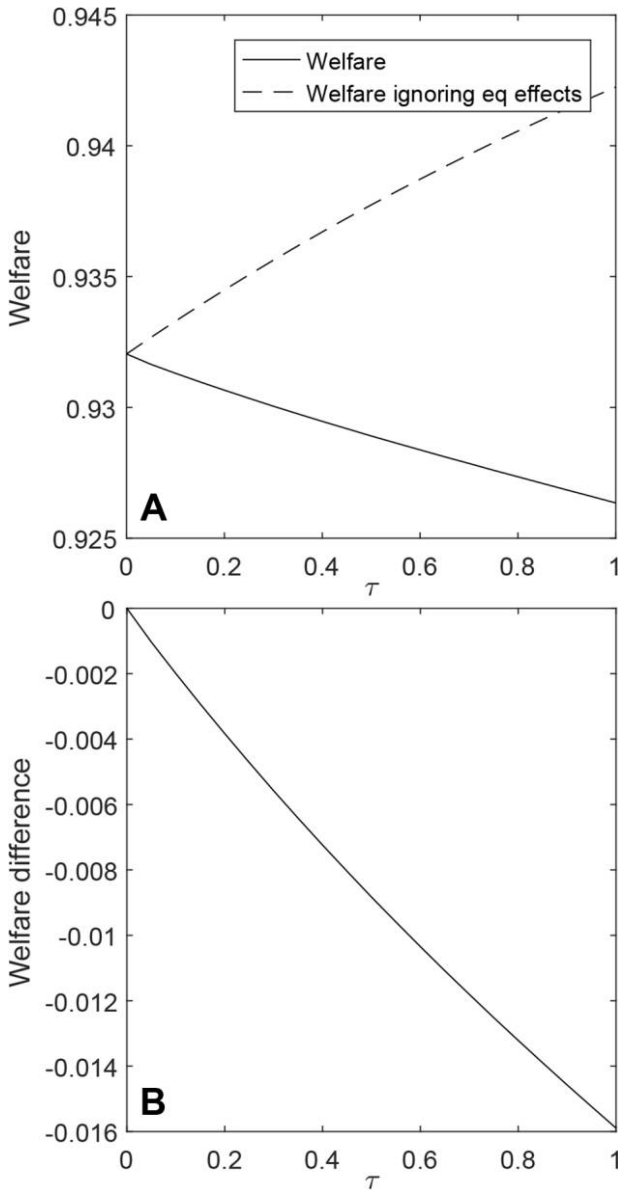 0.945
Welfare
Welfare ignoring eq effects
0.94
0.935
0.93
0.925
Welfare
A
0 0.2 0.4 0.6 0.8 1
τ
0
-0.002
-0.004
-0.006
-0.008
-0.01
-0.012
-0.014
-0.016
Welfare difference
B
0 0.2 0.4 0.6 0.8 1
τ